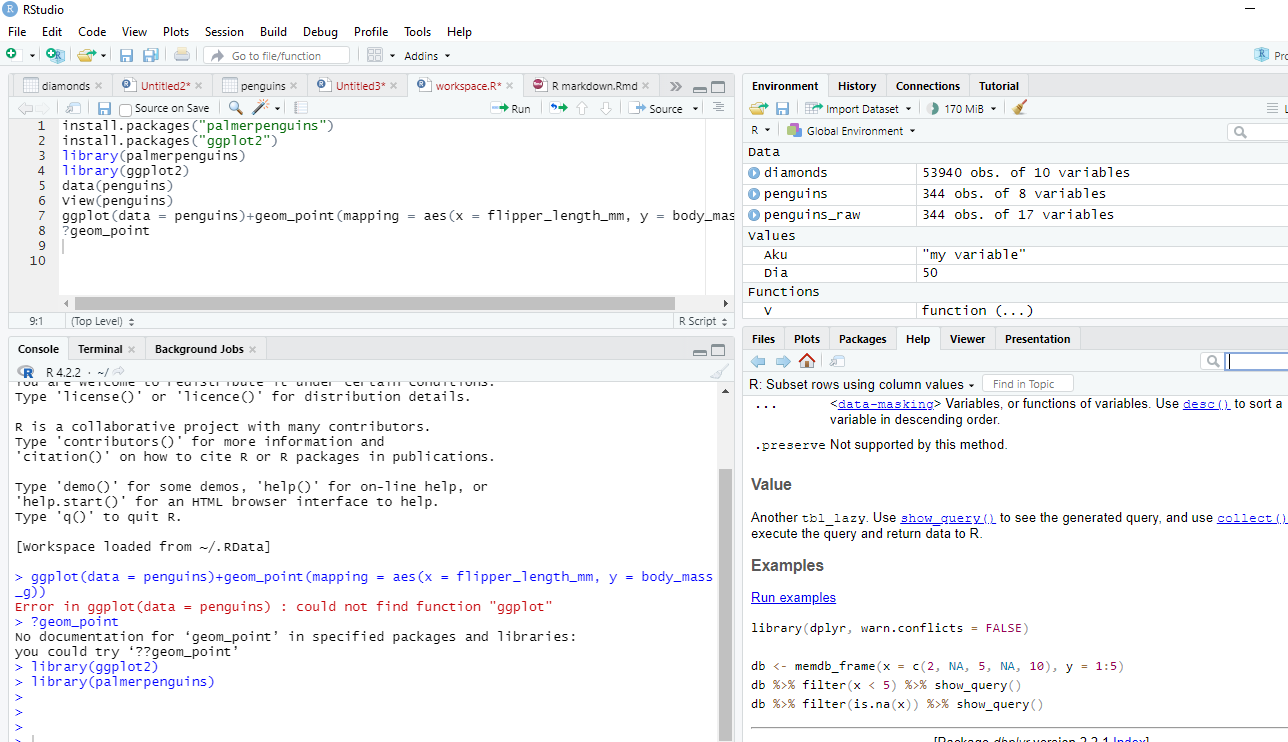 RStudio
File Edit Code View Plots Session Build Debug Profile Tools Help
Go to file/function Addins
diamonds Untitled2* penguins Untitled3* workspace.R* R markdown.Rmd
Source on Save Run Source
1 install.packages("palmerpenguins")
2 install.packages("ggplot2")
3 library(palmerpenguins)
4 library(ggplot2)
5 data(penguins)
6 View(penguins)
7 ggplot(data = penguins)+geom_point(mapping = aes(x = flipper_length_mm, y = body_mas
8 ?geom_point
9
10
9:1 (Top Level) R Script
Console Terminal Background Jobs
R 4.2.2 · ~/
You are welcome to redistribute it under certain conditions.
Type 'license()' or 'licence()' for distribution details.
R is a collaborative project with many contributors.
Type 'contributors()' for more information and
'citation()' on how to cite R or R packages in publications.
Type 'demo()' for some demos, 'help()' for on-line help, or
'help.start()' for an HTML browser interface to help.
Type 'q()' to quit R.
[Workspace loaded from ~/.RData]
> ggplot(data = penguins)+geom_point(mapping = aes(x = flipper_length_mm, y = body_mass
_g))
Error in ggplot(data = penguins) : could not find function "ggplot"
> ?geom_point
No documentation for ‘geom_point’ in specified packages and libraries:
you could try ‘??geom_point’
> library(ggplot2)
> library(palmerpenguins)
>
>
>
>
Environment History Connections Tutorial
Import Dataset 170 MiB
R Global Environment
Data
diamonds 53940 obs. of 10 variables
penguins 344 obs. of 8 variables
penguins_raw 344 obs. of 17 variables
Values
Aku "my variable"
Dia 50
Functions
V function (...)
Files Plots Packages Help Viewer Presentation
R: Subset rows using column values Find in Topic
... <data-masking> Variables, or functions of variables. Use desc() to sort a
variable in descending order.
.preserve Not supported by this method.
Value
Another tbl_lazy. Use show_query() to see the generated query, and use collect()
execute the query and return data to R.
Examples
Run examples
library(dplyr, warn.conflicts = FALSE)
db <- memdb_frame(x = c(2, NA, 5, NA, 10), y = 1:5)
db %>% filter(x < 5) %>% show_query()
db %>% filter(is.na(x)) %>% show_query()
[Package dbplyr version 2.2.1 Index]